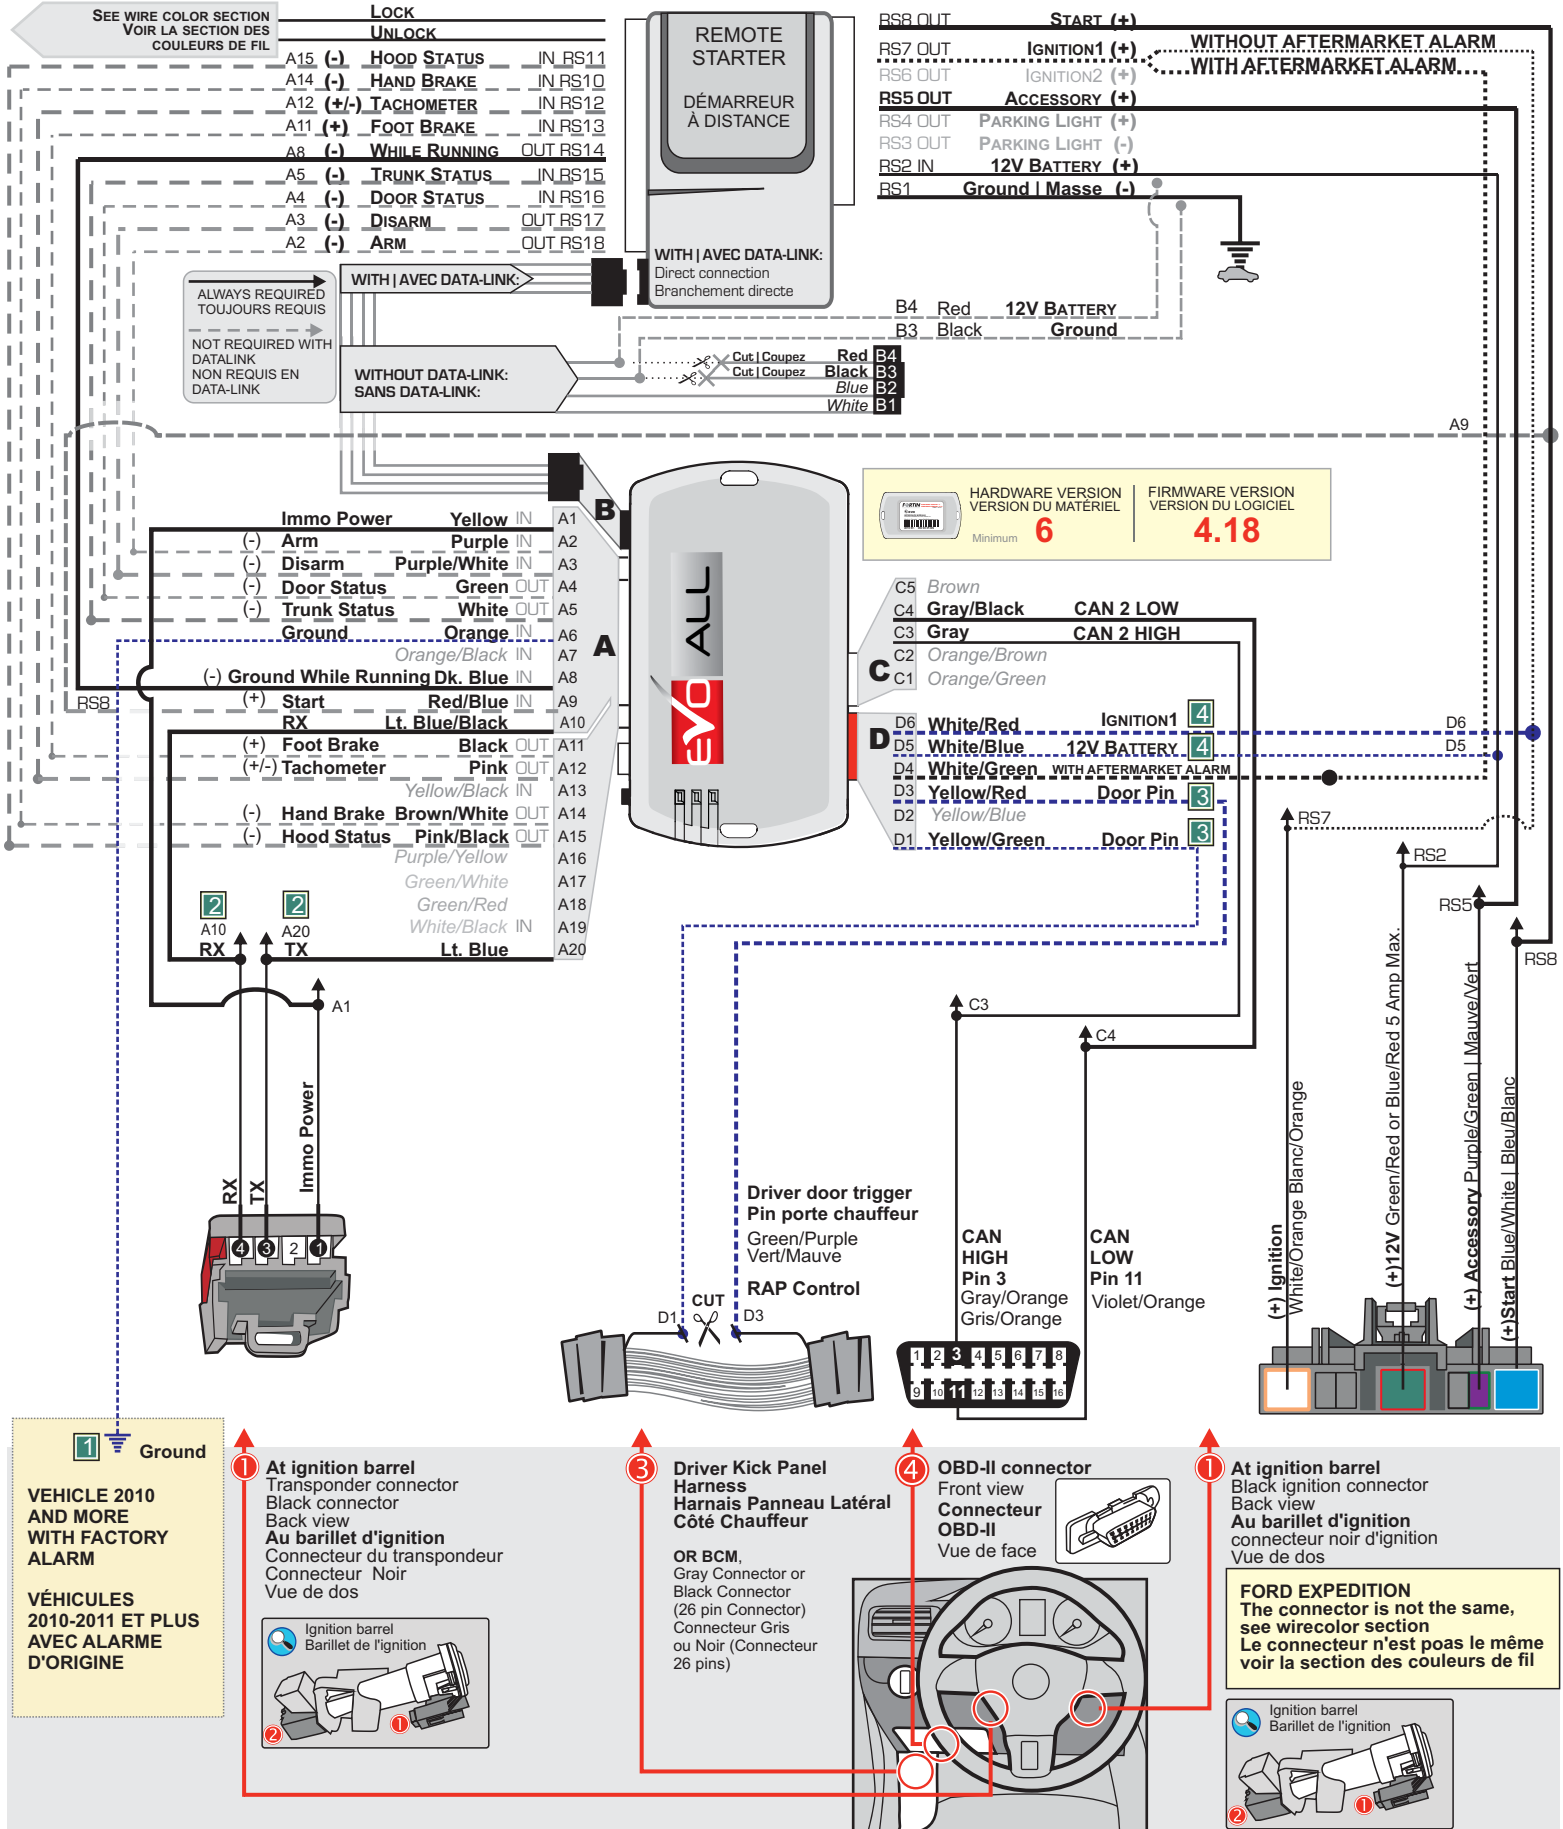 SEE WIRE COLOR SECTION
VOIR LA SECTION DES
COULEURS DE FIL
LOCK
UNLOCK
A15 (-) HOOD STATUS IN RS11
A14 (-) HAND BRAKE IN RS10
A12 (+/-) TACHOMETER IN RS12
A11 (+) FOOT BRAKE IN RS13
A8 (-) WHILE RUNNING OUT RS14
A5 (-) TRUNK STATUS IN RS15
A4 (-) DOOR STATUS IN RS16
A3 (-) DISARM OUT RS17
A2 (-) ARM OUT RS18
REMOTE
STARTER
DÉMARREUR
À DISTANCE
WITH | AVEC DATA-LINK:
Direct connection
Branchement directe
RS8 OUT START (+)
RS7 OUT IGNITION1 (+)
WITHOUT AFTERMARKET ALARM
WITH AFTERMARKET ALARM
RS6 OUT IGNITION2 (+)
RS5 OUT ACCESSORY (+)
RS4 OUT PARKING LIGHT (+)
RS3 OUT PARKING LIGHT (-)
RS2 IN 12V BATTERY (+)
RS1 Ground | Masse (-)
ALWAYS REQUIRED
TOUJOURS REQUIS
NOT REQUIRED WITH
DATALINK
NON REQUIS EN
DATA-LINK
WITH | AVEC DATA-LINK:
WITHOUT DATA-LINK:
SANS DATA-LINK:
B4 Red 12V BATTERY
B3 Black Ground
Cut | Coupez Red B4
Cut | Coupez Black B3
Blue B2
White B1
A9
HARDWARE VERSION
VERSION DU MATÉRIEL
Minimum 6
FIRMWARE VERSION
VERSION DU LOGICIEL
4.18
FORTIN
B
A
C
D
EVO ALL
Immo Power Yellow IN A1
(-) Arm Purple IN A2
(-) Disarm Purple/White IN A3
(-) Door Status Green OUT A4
(-) Trunk Status White OUT A5
Ground Orange IN A6
Orange/Black IN A7
(-) Ground While Running Dk. Blue IN A8
RS8
(+) Start Red/Blue IN A9
RX Lt. Blue/Black A10
(+) Foot Brake Black OUT A11
(+/-) Tachometer Pink OUT A12
Yellow/Black IN A13
(-) Hand Brake Brown/White OUT A14
(-) Hood Status Pink/Black OUT A15
Purple/Yellow A16
Green/White A17
Green/Red A18
White/Black IN A19
Lt. Blue A20
C5 Brown
C4 Gray/Black CAN 2 LOW
C3 Gray CAN 2 HIGH
C2 Orange/Brown
C1 Orange/Green
D6 White/Red IGNITION1 4 D6
D5 White/Blue 12V BATTERY 4 D5
D4 White/Green WITH AFTERMARKET ALARM
D3 Yellow/Red Door Pin 3
D2 Yellow/Blue
D1 Yellow/Green Door Pin 3
2 2
A10 A20
RX TX
A1
RX
TX
Immo Power
4 3 2 1
C3
C4
RS7
RS2
RS5
RS8
Driver door trigger
Pin porte chauffeur
Green/Purple
Vert/Mauve
RAP Control
D1 CUT D3
CAN
HIGH
Pin 3
Gray/Orange
Gris/Orange
CAN
LOW
Pin 11
Violet/Orange
1 2 3 4 5 6 7 8
9 10 11 12 13 14 15 16
(+) Ignition
White/Orange Blanc/Orange
(+)12V Green/Red or Blue/Red 5 Amp Max.
(+) Accessory Purple/Green | Mauve/Vert
(+)Start Blue/White | Bleu/Blanc
1 Ground
VEHICLE 2010
AND MORE
WITH FACTORY
ALARM
VÉHICULES
2010-2011 ET PLUS
AVEC ALARME
D'ORIGINE
1
At ignition barrel
Transponder connector
Black connector
Back view
Au barillet d'ignition
Connecteur du transpondeur
Connecteur Noir
Vue de dos
Ignition barrel
Barillet de l'ignition
2 1
3
Driver Kick Panel
Harness
Harnais Panneau Latéral
Côté Chauffeur
OR BCM,
Gray Connector or
Black Connector
(26 pin Connector)
Connecteur Gris
ou Noir (Connecteur
26 pins)
4
OBD-II connector
Front view
Connecteur
OBD-II
Vue de face
1
At ignition barrel
Black ignition connector
Back view
Au barillet d'ignition
connecteur noir d'ignition
Vue de dos
FORD EXPEDITION
The connector is not the same,
see wirecolor section
Le connecteur n'est poas le même
voir la section des couleurs de fil
Ignition barrel
Barillet de l'ignition
2 1